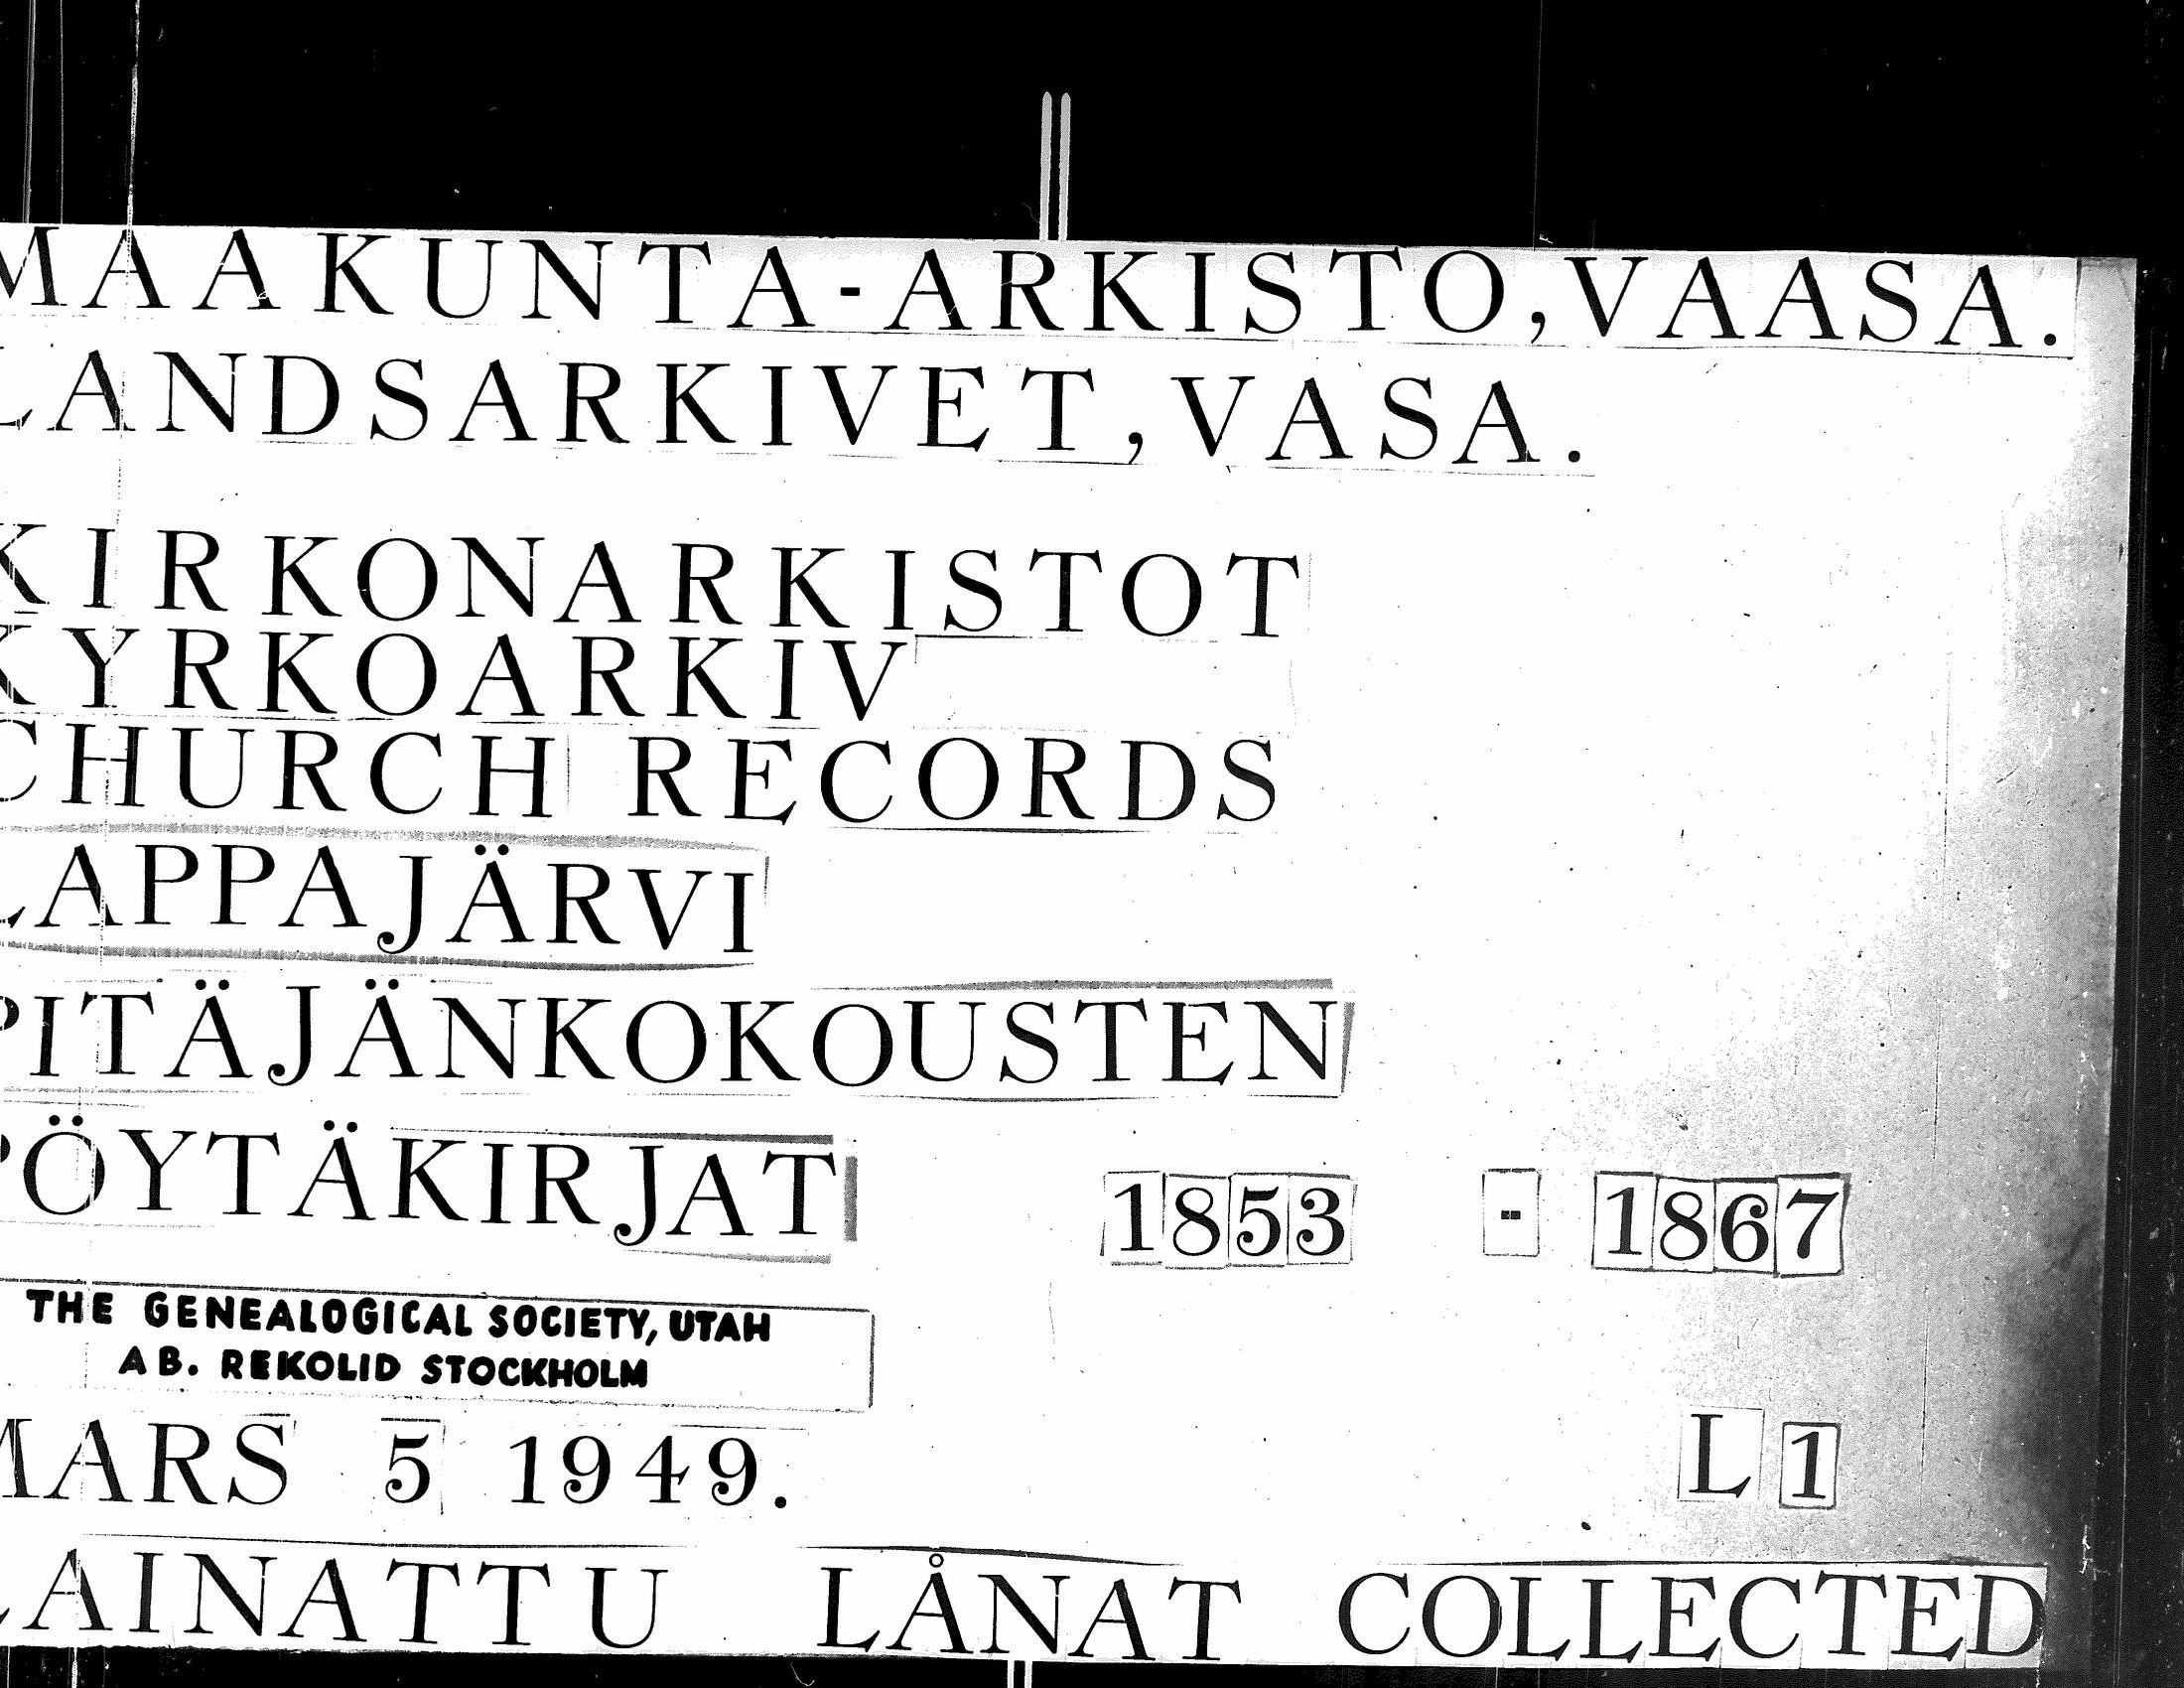 MAAKUNTA-ARKISTO,VAASA.
LANDSARKIVET,VASA.
KIRKONARKISTOT
KYRKOARKIV
CHURCH RECORDS
LAPPAJÄRVI
PITÄJÄNKOKOUSTEN
PÖYTÄKIRJAT 1853 - 1867
THE GENEALOGICAL SOCIETY, UTAH
AB. REKOLID STOCKHOLM
MARS 5 1949. L1
LAINATTU LÅNAT COLLECTED